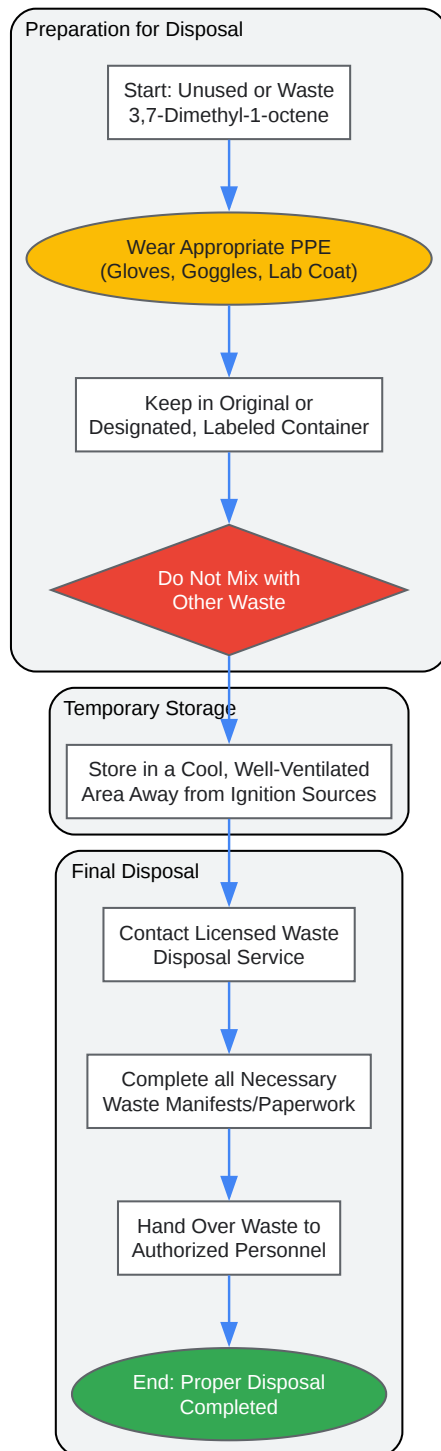 Preparation for Disposal
Start: Unused or Waste
3,7-Dimethyl-1-octene
Wear Appropriate PPE
(Gloves, Goggles, Lab Coat)
Keep in Original or
Designated, Labeled Container
Do Not Mix with
Other Waste
Temporary Storage
Store in a Cool, Well-Ventilated
Area Away from Ignition Sources
Final Disposal
Contact Licensed Waste
Disposal Service
Complete all Necessary
Waste Manifests/Paperwork
Hand Over Waste to
Authorized Personnel
End: Proper Disposal
Completed